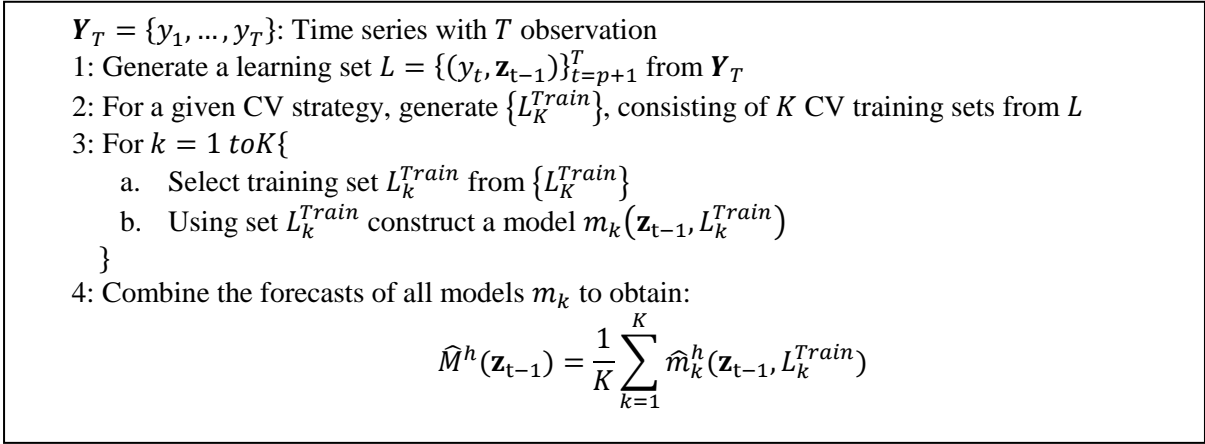 𝒀_T = {y_1, … , y_T}: Time series with T observation
1: Generate a learning set L = {(y_t, 𝐳_{t−1})}_{t=p+1}^{T} from 𝒀_T
2: For a given CV strategy, generate {L_K^{Train}}, consisting of K CV training sets from L
3: For k = 1 toK{
a. Select training set L_k^{Train} from {L_K^{Train}}
b. Using set L_k^{Train} construct a model m_k(𝐳_{t−1}, L_k^{Train})
}
4: Combine the forecasts of all models m_k to obtain:
M̂^h(𝐳_{t−1}) = \frac{1}{K} \sum_{k=1}^{K} m̂_k^h(𝐳_{t−1}, L_k^{Train})